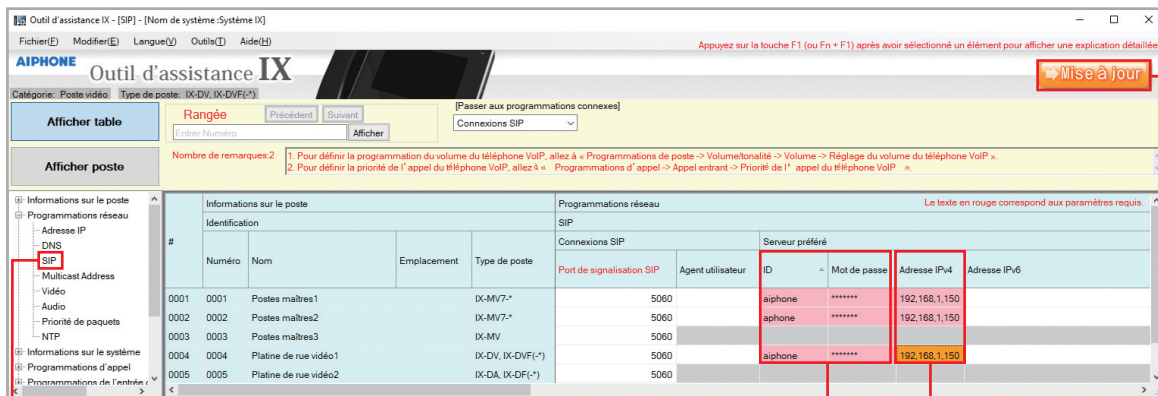 Outil d'assistance IX - [SIP] - [Nom de système :Système IX]
Fichier(F) Modifier(E) Langue(V) Outils(T) Aide(H)
Appuyez sur la touche F1 (ou Fn + F1) après avoir sélectionné un élément pour afficher une explication détaillée
AIPHONE
Outil d'assistance IX
Mise à jour
Catégorie: Poste vidéo Type de poste: IX-DV, IX-DVF(-*)
Afficher table
Rangée Précédent Suivant
Entrer Numéro Afficher
[Passer aux programmations connexes]
Connexions SIP
Afficher poste
Nombre de remarques:2
1. Pour définir la programmation du volume du téléphone VoIP, allez à « Programmations de poste -> Volume/tonalité -> Volume -> Réglage du volume du téléphone VoIP ».
2. Pour définir la priorité de l'appel du téléphone VoIP, allez à « Programmations d'appel -> Appel entrant -> Priorité de l' appel du téléphone VoIP ».
Informations sur le poste
Programmations réseau
Adresse IP
DNS
SIP
Multicast Address
Vidéo
Audio
Priorité de paquets
NTP
Informations sur le système
Programmations d'appel
Programmations de l'entrée
Informations sur le poste Programmations réseau Le texte en rouge correspond aux paramètres requis.
Identification SIP
# Connexions SIP Serveur préféré
Numéro Nom Emplacement Type de poste Port de signalisation SIP Agent utilisateur ID Mot de passe Adresse IPv4 Adresse IPv6
0001 0001 Postes maîtres1 IX-MV7-* 5060 aiphone ******* 192,168,1,150
0002 0002 Postes maîtres2 IX-MV7-* 5060 aphone ******* 192,168,1,150
0003 0003 Postes maîtres3 IX-MV 5060
0004 0004 Platine de rue vidéo1 IX-DV, IX-DVF(-*) 5060 aiphone ******* 192,168,1,150
0005 0005 Platine de rue vidéo2 IX-DA, IX-DF(-*) 5060